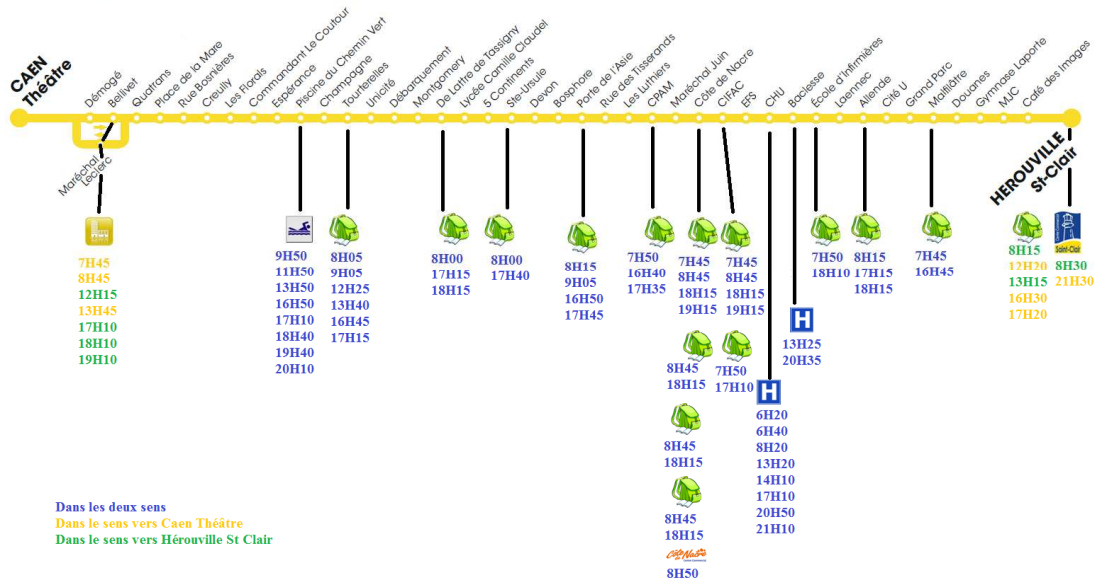 CAEN
Théâtre
Démogé
Bellivet
Quatrans
Place de la Mare
Rue Bosnières
Creuilly
Les Florals
Commandant Le Coutour
Espérance
Piscine du Chemin Vert
Champagne
Tourterelles
Unicité
Débarquement
Montgomery
De Lattre de Tassigny
Lycée Camille Claudel
5 Continents
Ste-Ursule
Devon
Bosphore
Porte de l'Asie
Rue des Tisserands
Les Luthiers
CPAM
Maréchal Juin
Côte de Nacre
CIFAC
EFS
CHU
Baclesse
École d'Infirmières
Laennec
Allende
Cité U
Grand Parc
Malfilâtre
Douanes
Gymnase Laporte
MJC
Café des Images
HEROUVILLE
St-Clair
Maréchal
Leclerc
7H45
8H45
12H15
13H45
17H10
18H10
19H10
9H50
11H50
13H50
16H50
17H10
18H40
19H40
20H10
8H05
9H05
12H25
13H40
16H45
17H15
8H00
17H15
18H15
8H00
17H40
8H15
9H05
16H50
17H45
7H50
16H40
17H35
7H45
8H45
18H15
19H15
8H45
18H15
8H45
18H15
8H45
18H15
Côte de Nacre
8H50
7H45
8H45
18H15
19H15
7H50
17H10
H
6H20
6H40
8H20
13H20
14H10
17H10
20H50
21H10
H
13H25
20H35
7H50
18H10
8H15
17H15
18H15
7H45
16H45
8H15
12H20
13H15
16H30
17H20
Saint-Clair
8H30
21H30
Dans les deux sens
Dans le sens vers Caen Théâtre
Dans le sens vers Hérouville St Clair